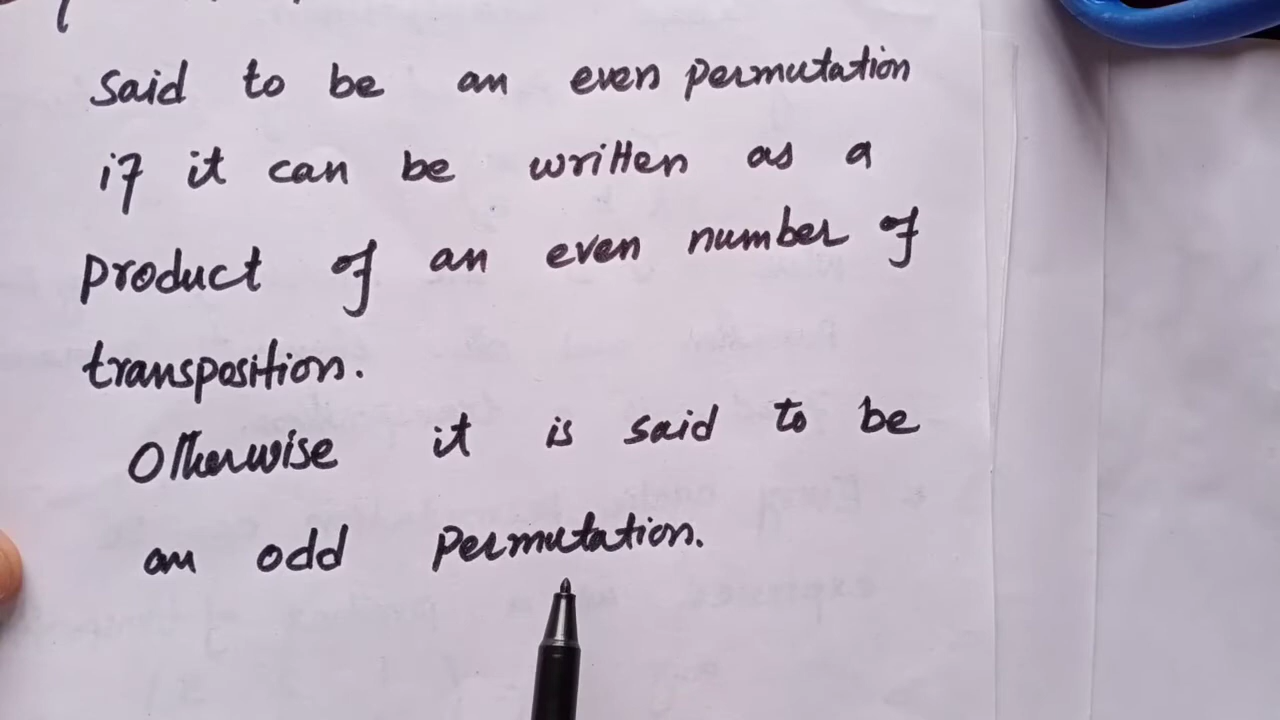 said to be an even permutation
if it can be written as a
product of an even number of
transposition.
Otherwise it is said to be
an odd permutation.